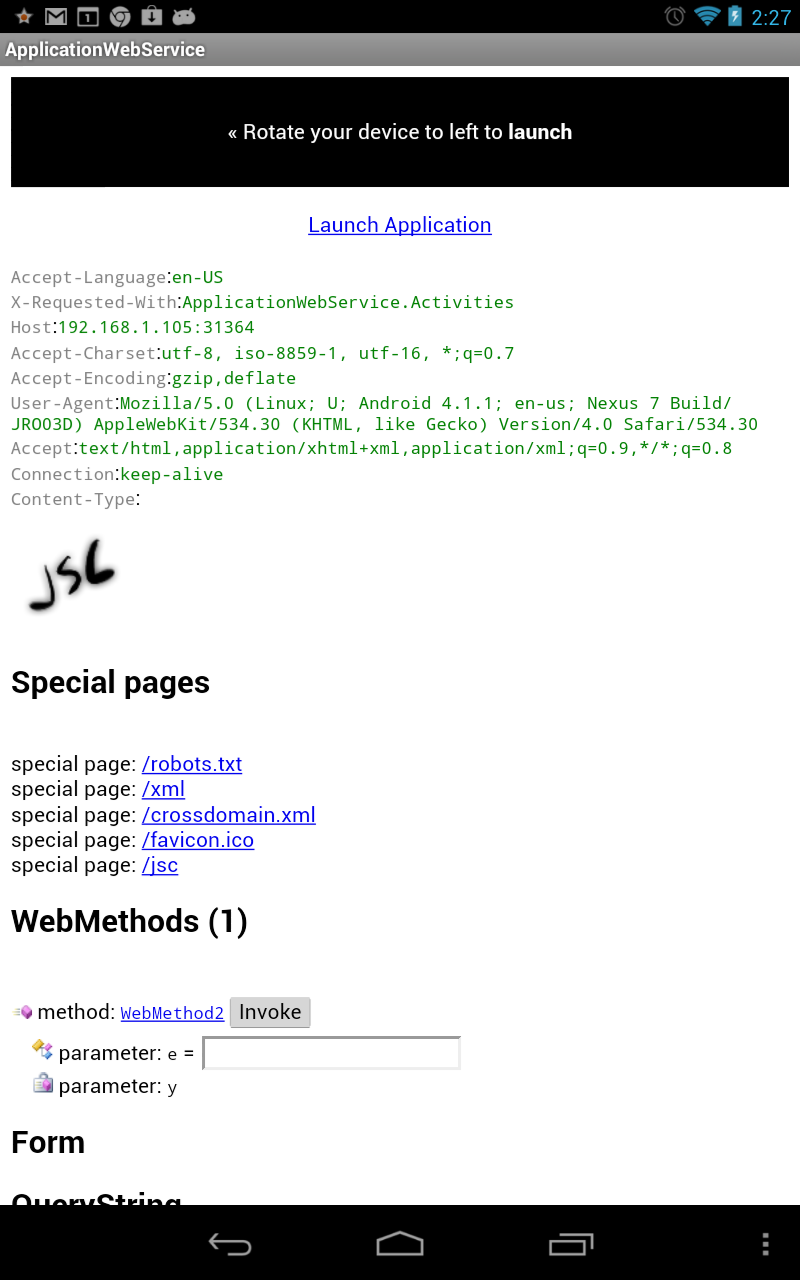 1
2:27
ApplicationWebService
« Rotate your device to left to launch
Launch Application
Accept-Language:en-US
X-Requested-With:ApplicationWebService.Activities
Host:192.168.1.105:31364
Accept-Charset:utf-8, iso-8859-1, utf-16, *;q=0.7
Accept-Encoding:gzip,deflate
User-Agent:Mozilla/5.0 (Linux; U; Android 4.1.1; en-us; Nexus 7 Build/
JRO03D) AppleWebKit/534.30 (KHTML, like Gecko) Version/4.0 Safari/534.30
Accept:text/html,application/xhtml+xml,application/xml;q=0.9,*/*;q=0.8
Connection:keep-alive
Content-Type:
JSC
Special pages
special page: /robots.txt
special page: /xml
special page: /crossdomain.xml
special page: /favicon.ico
special page: /jsc
WebMethods (1)
method: WebMethod2 Invoke
parameter: e =
parameter: y
Form
QueryString